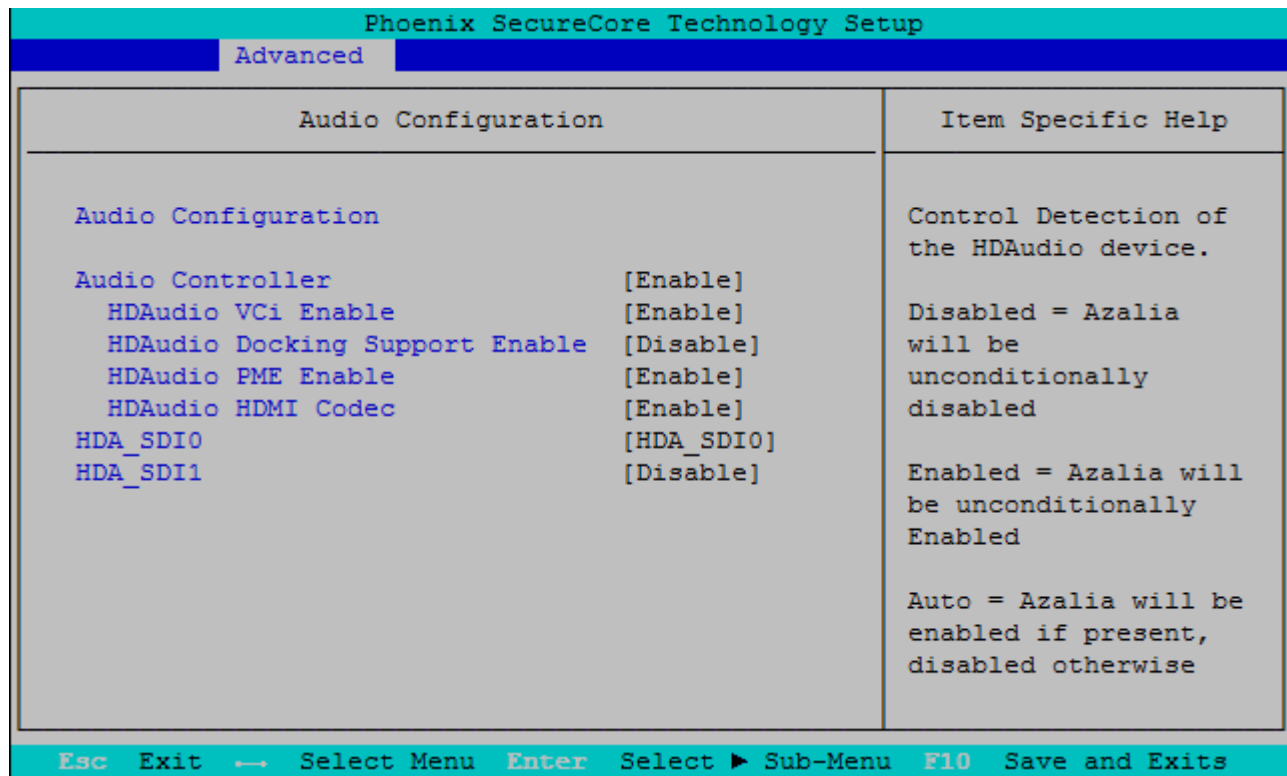 Phoenix SecureCore Technology Setup
Advanced
Audio Configuration
Item Specific Help
Audio Configuration
Audio Controller [Enable]
HDAudio VCi Enable [Enable]
HDAudio Docking Support Enable [Disable]
HDAudio PME Enable [Enable]
HDAudio HDMI Codec [Enable]
HDA_SDI0 [HDA_SDI0]
HDA_SDI1 [Disable]
Control Detection of
the HDAudio device.
Disabled = Azalia
will be
unconditionally
disabled
Enabled = Azalia will
be unconditionally
Enabled
Auto = Azalia will be
enabled if present,
disabled otherwise
Esc Exit ↔ Select Menu Enter Select ▶ Sub-Menu F10 Save and Exits